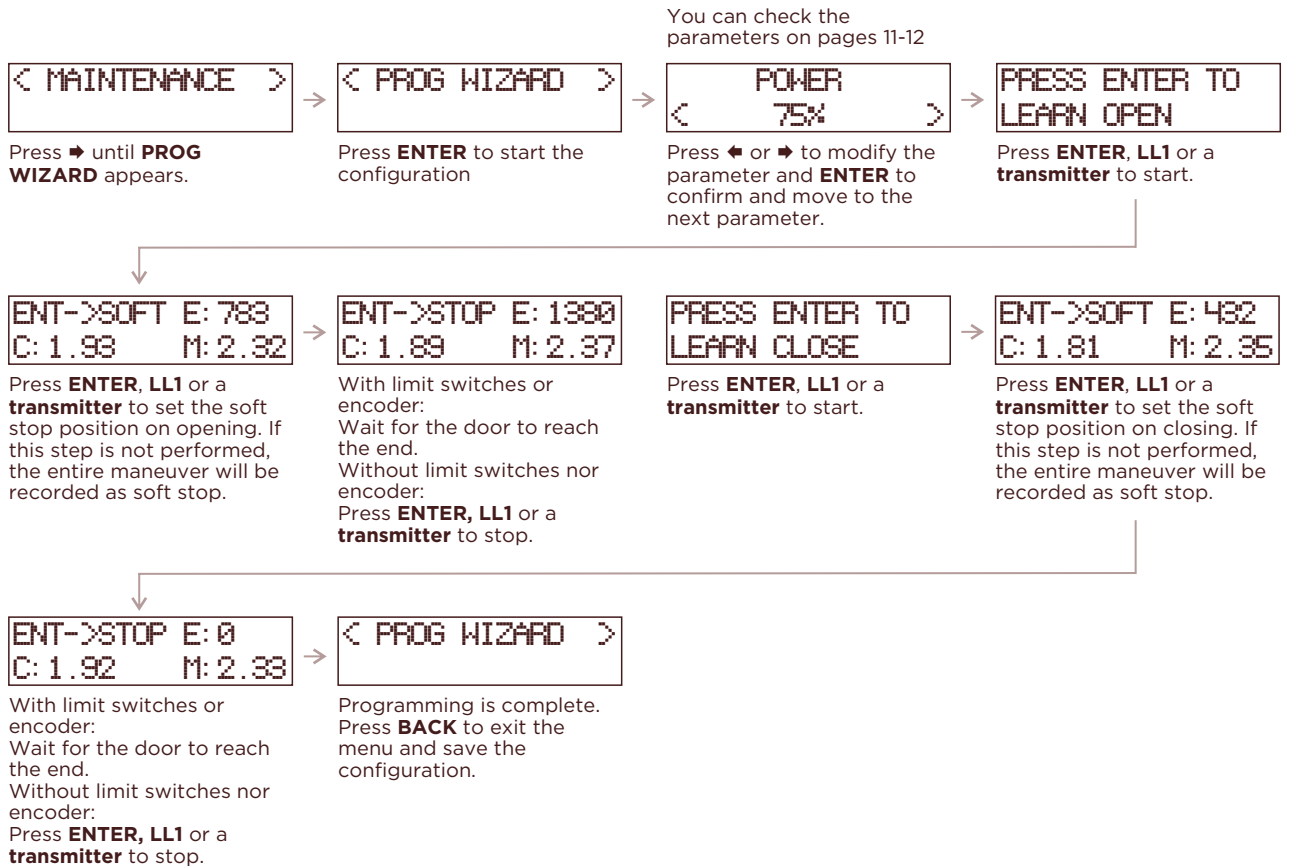 You can check the
parameters on pages 11-12
< MAINTENANCE >
Press ➡ until PROG
WIZARD appears.
< PROG WIZARD >
Press ENTER to start the
configuration
POWER
< 75% >
Press ⬅ or ➡ to modify the
parameter and ENTER to
confirm and move to the
next parameter.
PRESS ENTER TO
LEARN OPEN
Press ENTER, LL1 or a
transmitter to start.
ENT->SOFT E:783
C:1.93 M:2.32
Press ENTER, LL1 or a
transmitter to set the soft
stop position on opening. If
this step is not performed,
the entire maneuver will be
recorded as soft stop.
ENT->STOP E:1380
C:1.89 M:2.37
With limit switches or
encoder:
Wait for the door to reach
the end.
Without limit switches nor
encoder:
Press ENTER, LL1 or a
transmitter to stop.
PRESS ENTER TO
LEARN CLOSE
Press ENTER, LL1 or a
transmitter to start.
ENT->SOFT E:432
C:1.81 M:2.35
Press ENTER, LL1 or a
transmitter to set the soft
stop position on closing. If
this step is not performed,
the entire maneuver will be
recorded as soft stop.
ENT->STOP E:0
C:1.92 M:2.33
With limit switches or
encoder:
Wait for the door to reach
the end.
Without limit switches nor
encoder:
Press ENTER, LL1 or a
transmitter to stop.
< PROG WIZARD >
Programming is complete.
Press BACK to exit the
menu and save the
configuration.